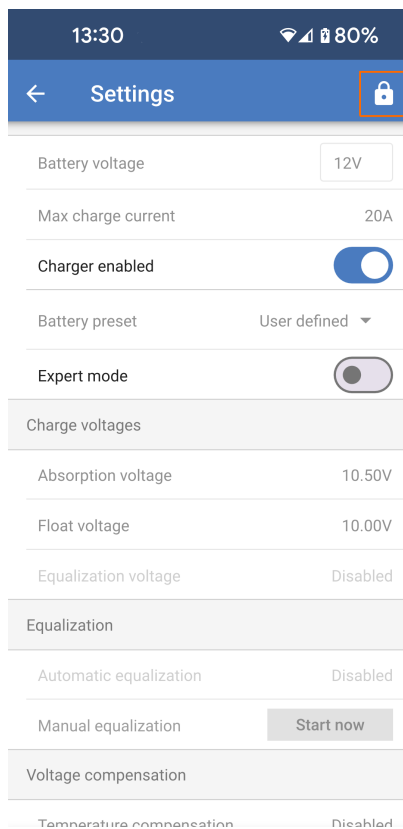 13:30 80%
Settings
Battery voltage 12V
Max charge current 20A
Charger enabled
Battery preset User defined
Expert mode
Charge voltages
Absorption voltage 10.50V
Float voltage 10.00V
Equalization voltage Disabled
Equalization
Automatic equalization Disabled
Manual equalization Start now
Voltage compensation
Temperature compensation Disabled